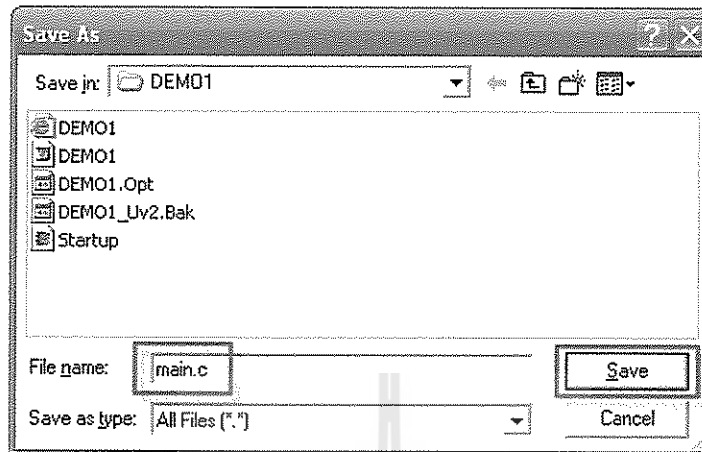 Save As
Save in: DEMO1
DEMO1
DEMO1
DEMO1.Opt
DEMO1_Uv2.Bak
Startup
File name: main.c Save
Save as type: All Files (*.*) Cancel